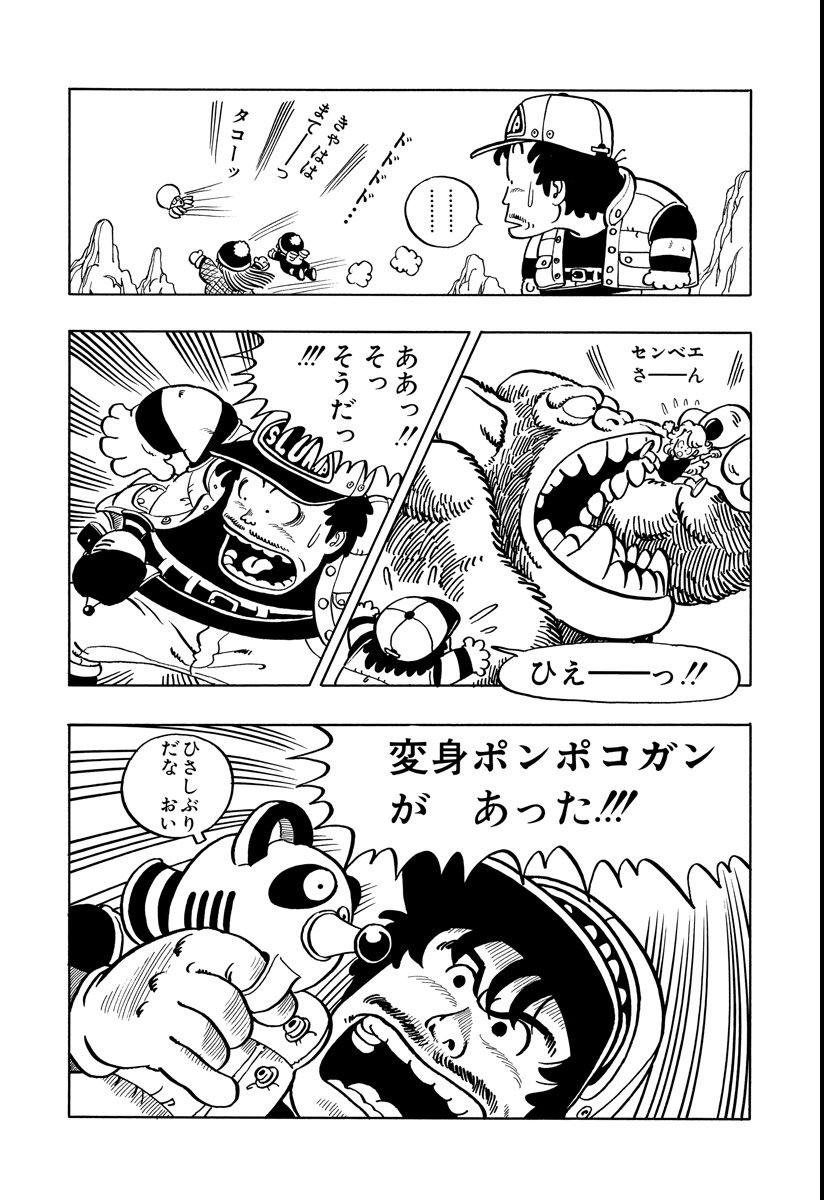 ドドドド…
きゃはは
まてーーっ
タコーッ
………
………
センベエ
さーーん
ひえーーーっ!!
ああっ!!
そっ
そうだっ
!!!
SLUMP
変身ポンポコガン
が あった!!!
ひさしぶり
だな おい